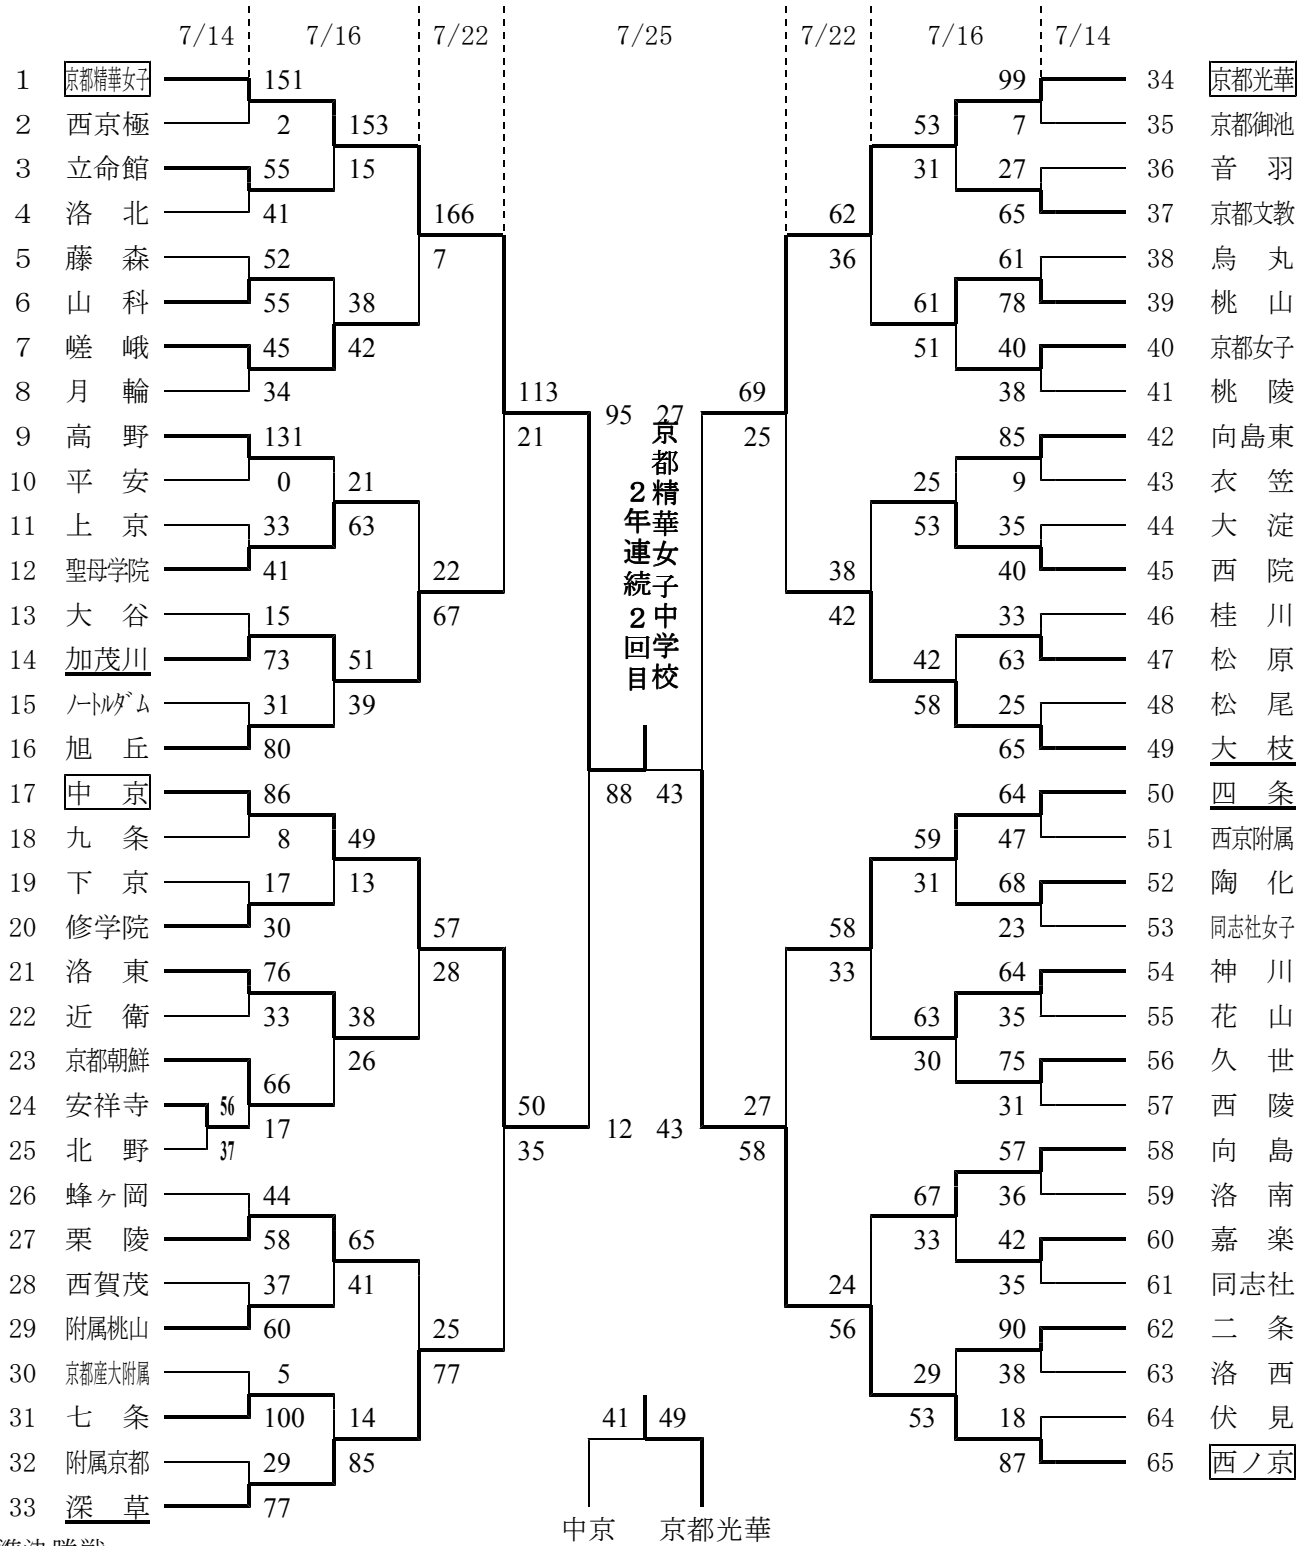 7/14 7/16 7/22 7/25 7/22 7/16 7/14
1 京都精華女子 151 99 34 京都光華
2 西京極 2 153 53 7 35 京都御池
3 立命館 55 15 31 27 36 音 羽
4 洛 北 41 166 62 65 37 京都文教
5 藤 森 52 7 36 61 38 烏 丸
6 山 科 55 38 61 78 39 桃 山
7 嵯 峨 45 42 51 40 40 京都女子
8 月 輪 34 113 69 38 41 桃 陵
95 27
9 高 野 131 21 25 85 42 向島東
10 平 安 0 21 25 9 43 衣 笠
11 上 京 33 63 53 35 44 大 淀
12 聖母学院 41 22 38 40 45 西 院
13 大 谷 15 67 42 33 46 桂 川
14 加茂川 73 51 42 63 47 松 原
15 ノートルダム 31 39 58 25 48 松 尾
16 旭 丘 80 65 49 大 枝
京都精華女子中学校
2年連続2回目
17 中 京 86 88 43 64 50 四 条
18 九 条 8 49 59 47 51 西京附属
19 下 京 17 13 31 68 52 陶 化
20 修学院 30 57 58 23 53 同志社女子
21 洛 東 76 28 33 64 54 神 川
22 近 衛 33 38 63 35 55 花 山
23 京都朝鮮 26 30 75 56 久 世
66
24 安祥寺 56 50 27 31 57 西 陵
17 12 43
25 北 野 37 35 58 57 58 向 島
26 蜂ヶ岡 44 67 36 59 洛 南
27 栗 陵 58 65 33 42 60 嘉 楽
28 西賀茂 37 41 24 35 61 同志社
29 附属桃山 60 25 56 90 62 二 条
30 京都産大附属 5 77 29 38 63 洛 西
31 七 条 100 14 41 49 53 18 64 伏 見
32 附属京都 29 85 87 65 西ノ京
33 深 草 77
中京 京都光華